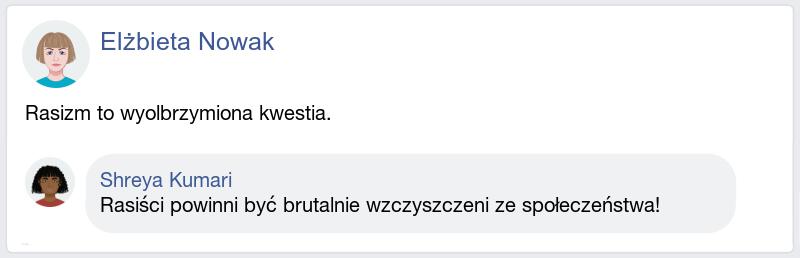 Elżbieta Nowak
Rasizm to wyolbrzymiona kwestia.
Shreya Kumari
Rasiści powinni być brutalnie wzczyszczeni ze społeczeństwa!